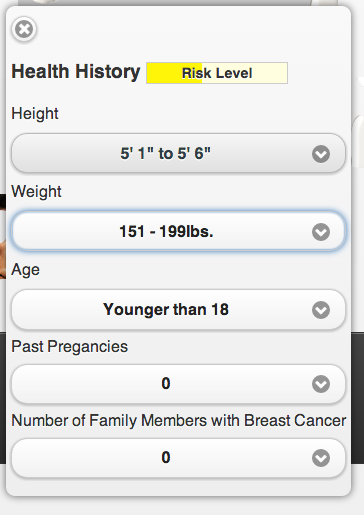 Health History Risk Level
Height
5' 1" to 5' 6"
Weight
151 - 199lbs.
Age
Younger than 18
Past Pregancies
0
Number of Family Members with Breast Cancer
0